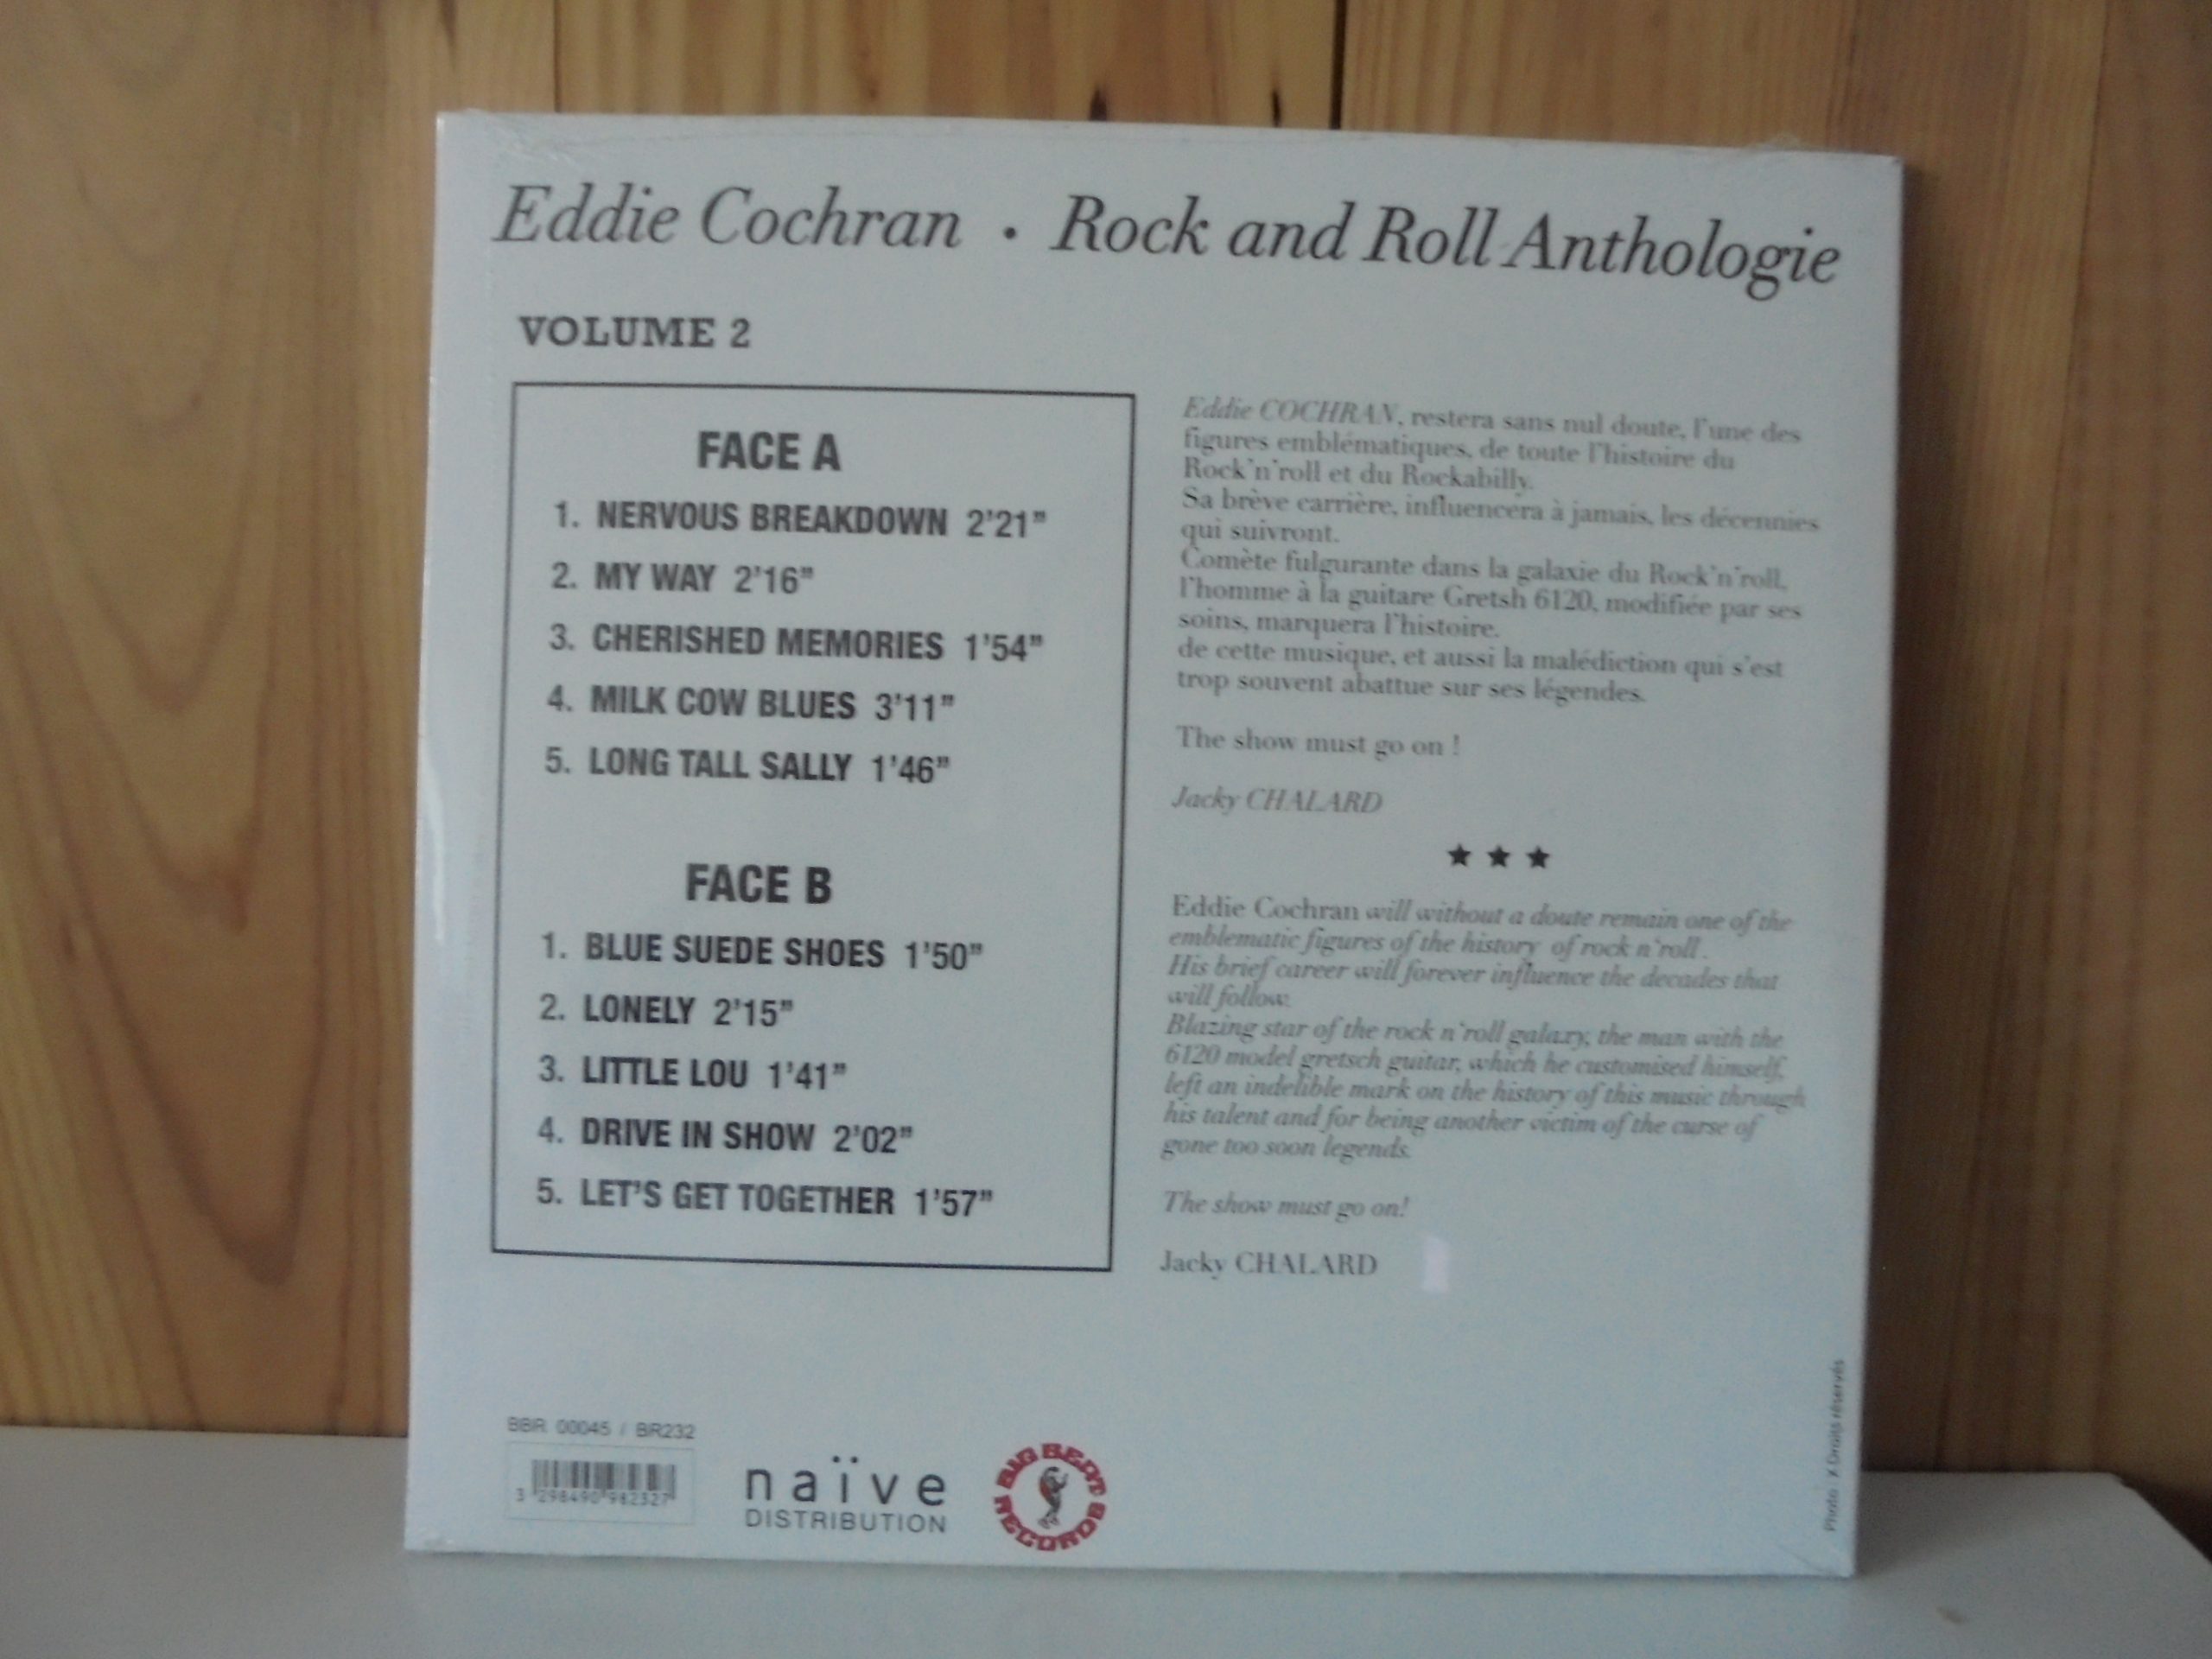 Eddie Cochran • Rock and Roll Anthologie
VOLUME 2
FACE A
1. NERVOUS BREAKDOWN 2'21"
2. MY WAY 2'16"
3. CHERISHED MEMORIES 1'54"
4. MILK COW BLUES 3'11"
5. LONG TALL SALLY 1'46"
FACE B
1. BLUE SUEDE SHOES 1'50"
2. LONELY 2'15"
3. LITTLE LOU 1'41"
4. DRIVE IN SHOW 2'02"
5. LET'S GET TOGETHER 1'57"
Eddie COCHRAN, restera sans nul doute, l'une des
figures emblématiques, de toute l'histoire du
Rock'n'roll et du Rockabilly.
Sa brève carrière, influencera à jamais, les décennies
qui suivront.
Comète fulgurante dans la galaxie du Rock'n'roll,
l'homme à la guitare Gretsh 6120, modifiée par ses
soins, marquera l'histoire.
de cette musique, et aussi la malédiction qui s'est
trop souvent abattue sur ses légendes.
The show must go on !
Jacky CHALARD
★ ★ ★
Eddie Cochran will without a doute remain one of the
emblematic figures of the history of rock n'roll.
His brief career will forever influence the decades that
will follow.
Blazing star of the rock n'roll galaxy, the man with the
6120 model gretsch guitar, which he customised himself,
left an indelible mark on the history of this music through
his talent and for being another victim of the curse of
gone too soon legends.
The show must go on!
Jacky CHALARD
BBR 00045 / BR232
3 298490 982327
naïve
DISTRIBUTION
BIG BEAT RECORDS
Photo : X Droits réservés